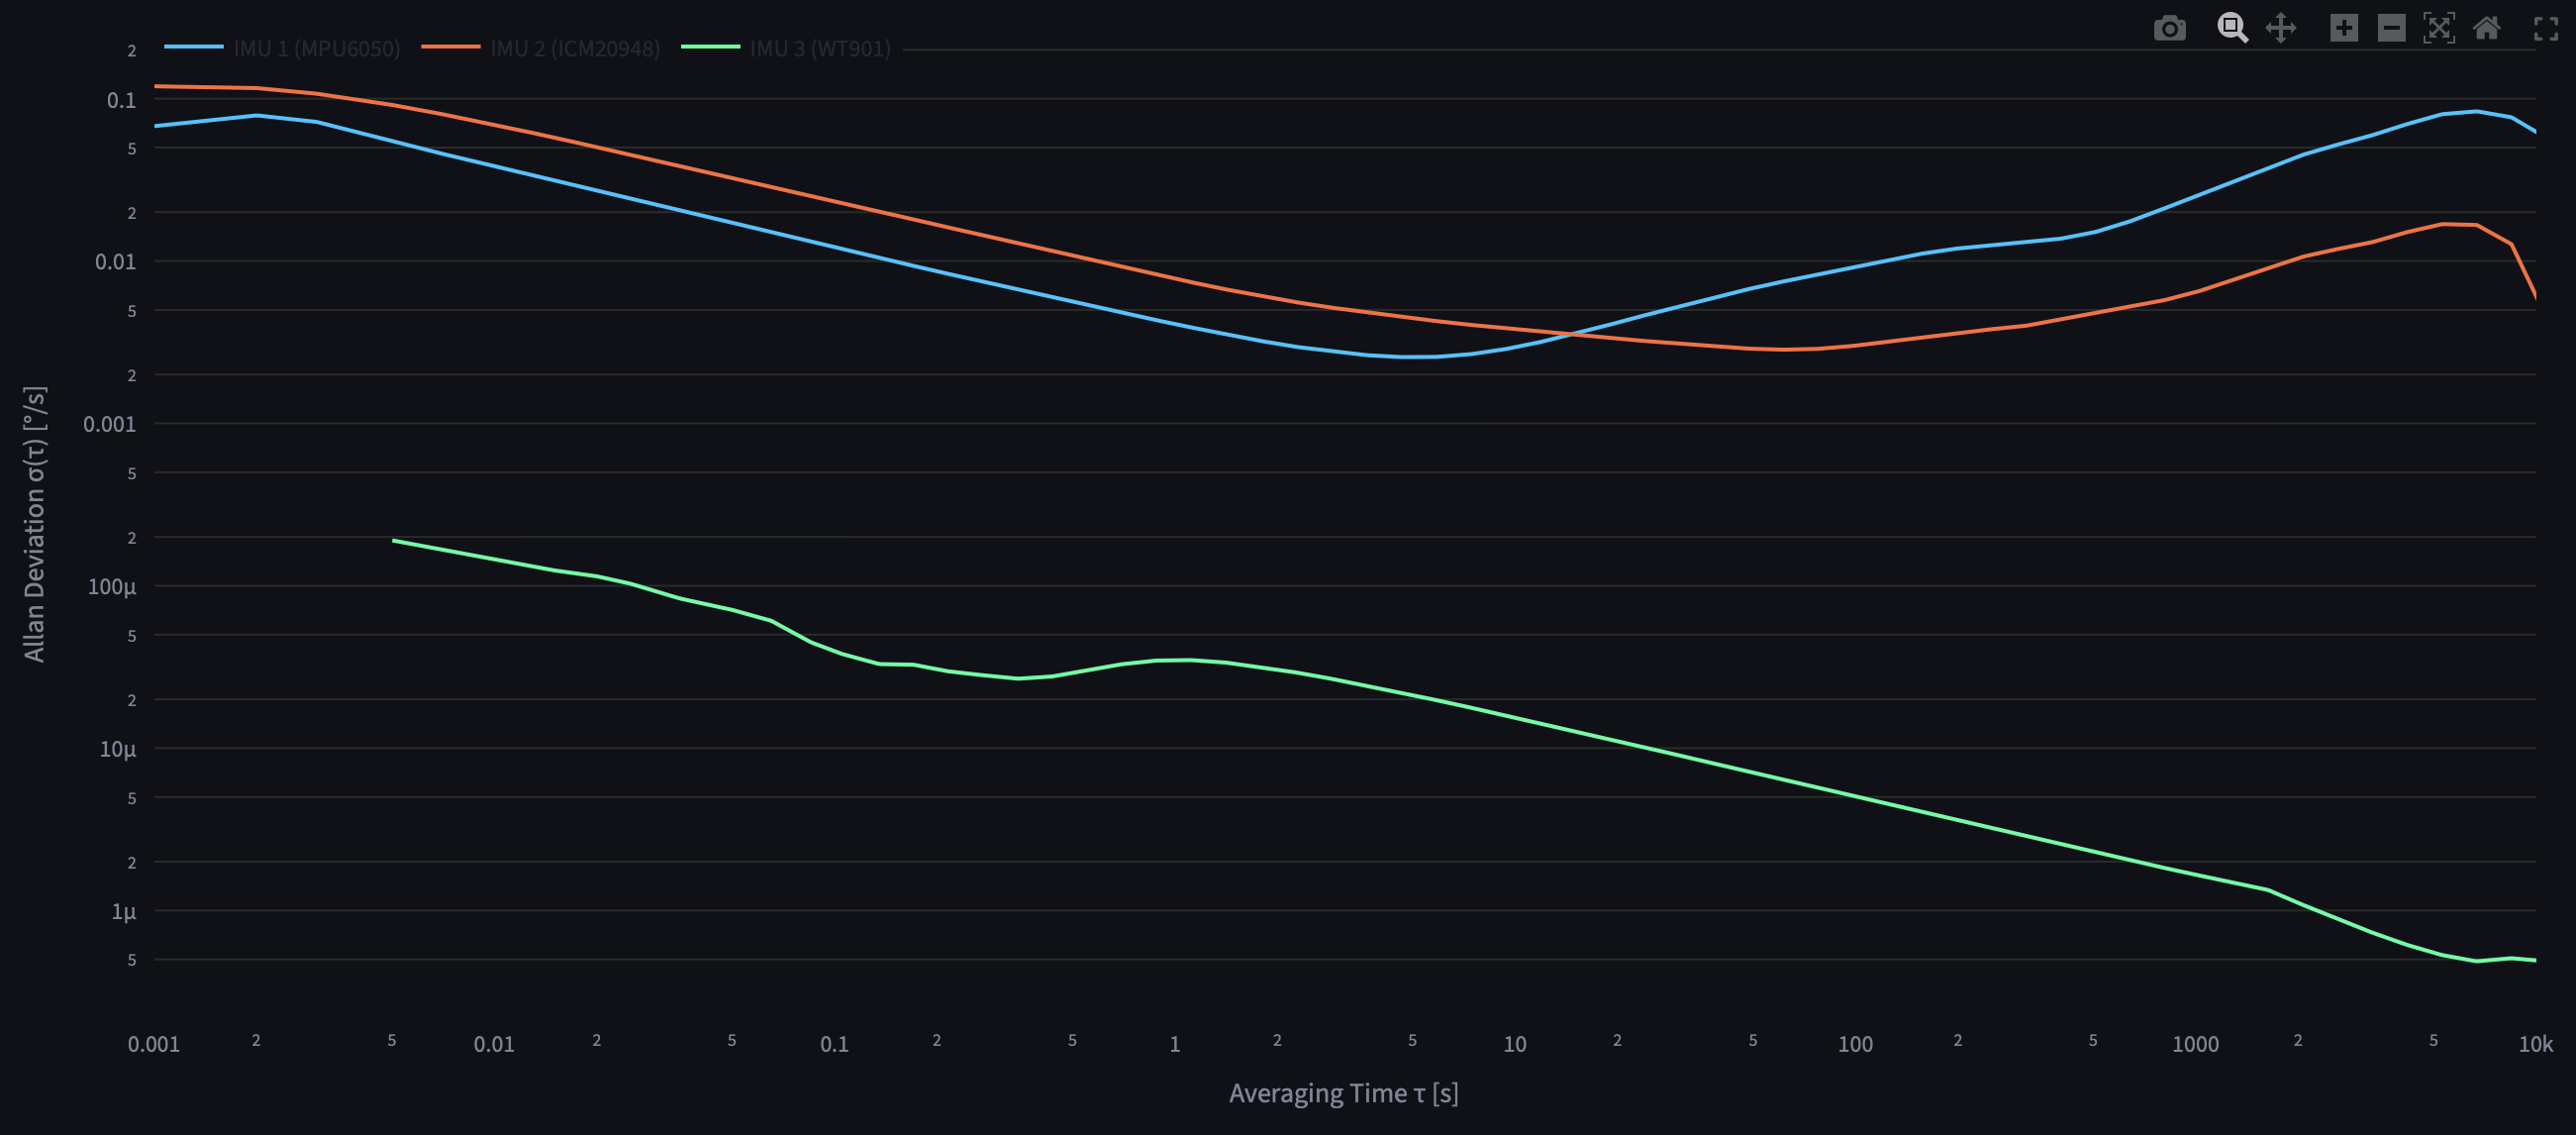 IMU 1 (MPU6050) IMU 2 (ICM20948) IMU 3 (WT901)
2
0.1
5
2
0.01
5
2
0.001
5
2
100μ
5
2
10μ
5
2
1μ
5
Allan Deviation σ(τ) [°/s]
0.001 2 5 0.01 2 5 0.1 2 5 1 2 5 10 2 5 100 2 5 1000 2 5 10k
Averaging Time τ [s]